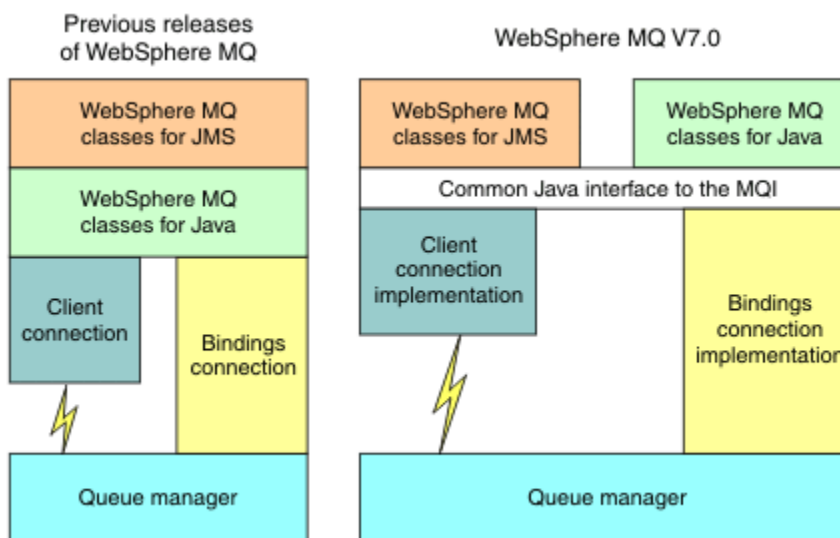 Previous releases
of WebSphere MQ
WebSphere MQ
classes for JMS
WebSphere MQ
classes for Java
Client
connection
Bindings
connection
Queue manager
WebSphere MQ V7.0
WebSphere MQ
classes for JMS
WebSphere MQ
classes for Java
Common Java interface to the MQI
Client
connection
implementation
Bindings
connection
implementation
Queue manager